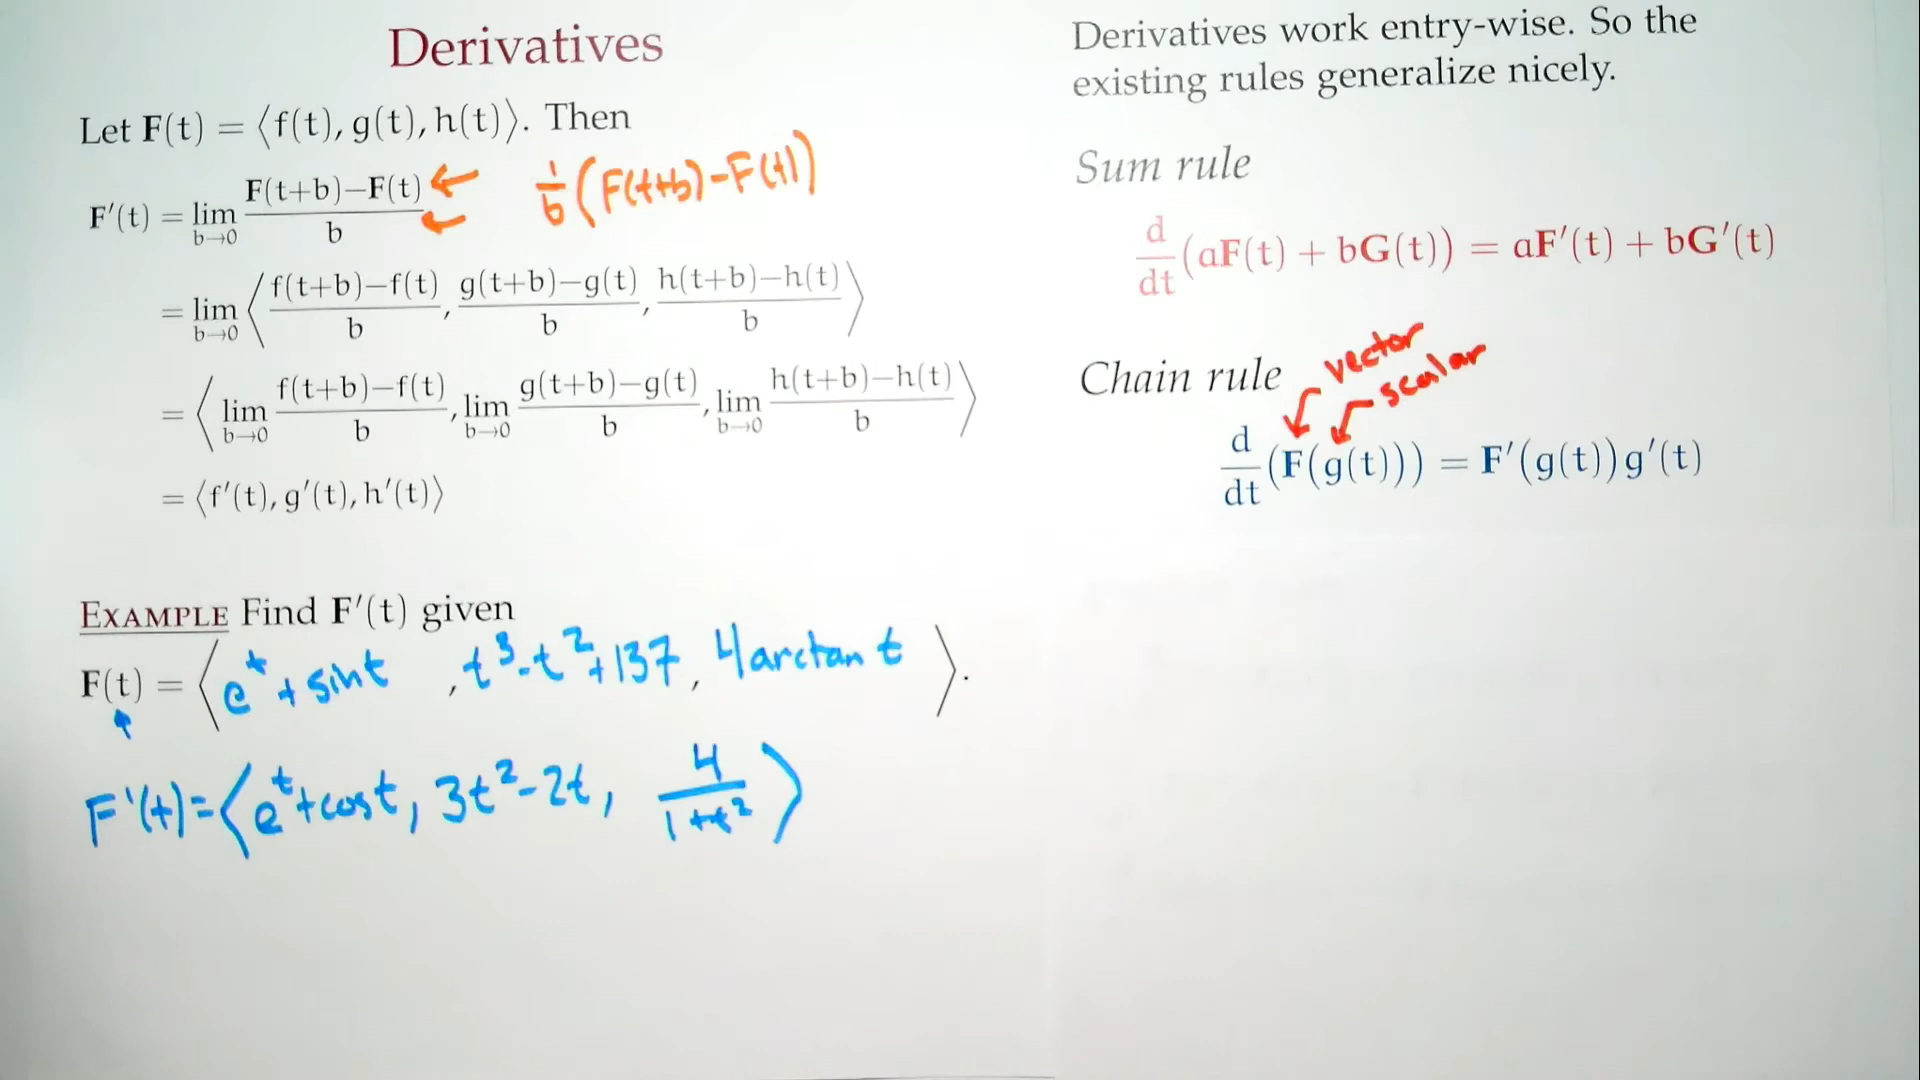 Derivatives
Let F(t) = ⟨f(t), g(t), h(t)⟩. Then
F′(t) = lim_{b→0} (F(t+b)−F(t))/b
1/b (F(t+b)-F(t))
= lim_{b→0} ⟨(f(t+b)−f(t))/b, (g(t+b)−g(t))/b, (h(t+b)−h(t))/b⟩
= ⟨lim_{b→0} (f(t+b)−f(t))/b, lim_{b→0} (g(t+b)−g(t))/b, lim_{b→0} (h(t+b)−h(t))/b⟩
= ⟨f′(t), g′(t), h′(t)⟩
EXAMPLE Find F′(t) given
F(t) = ⟨e^t + sin t, t^3 - t^2 + 137, 4 arctan t⟩.
F'(t) = ⟨e^t + cos t, 3t^2 - 2t, 4/(1+t^2)⟩
Derivatives work entry-wise. So the
existing rules generalize nicely.
Sum rule
d/dt (aF(t) + bG(t)) = aF′(t) + bG′(t)
Chain rule
vector
scalar
d/dt (F(g(t))) = F′(g(t))g′(t)